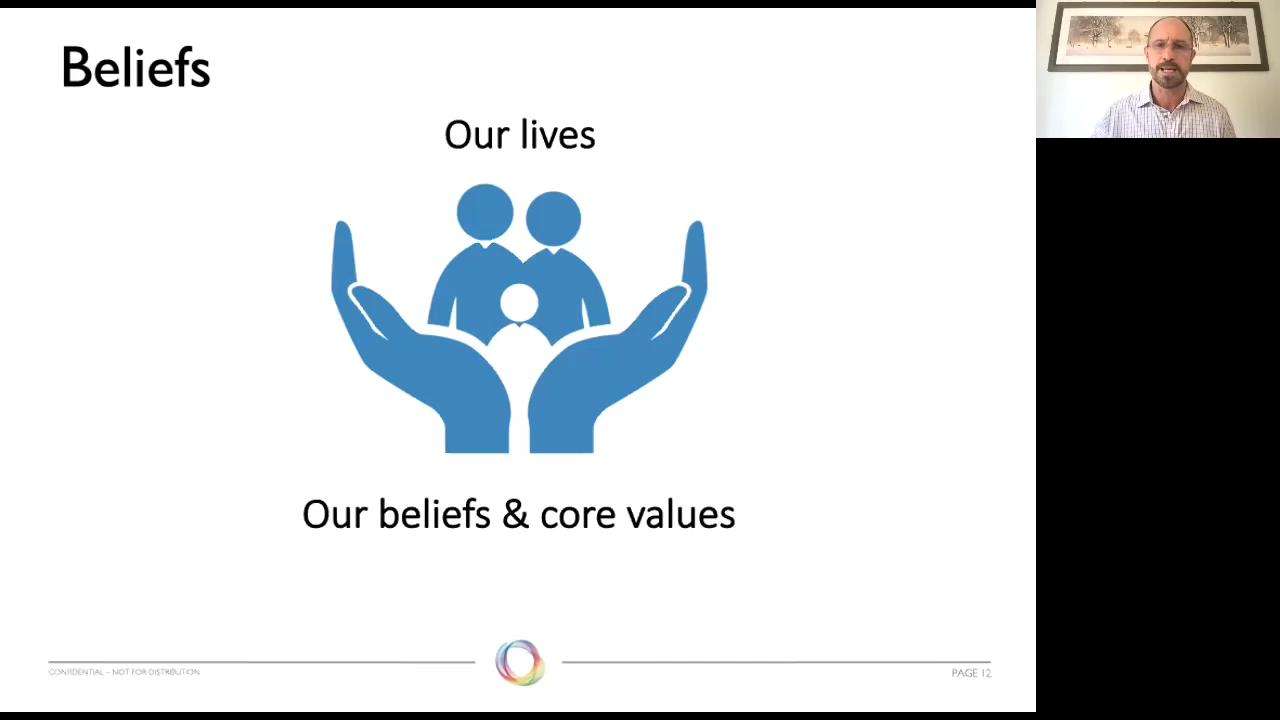 Beliefs
Our lives
Our beliefs & core values
CONFIDENTIAL – NOT FOR DISTRIBUTION
PAGE 12